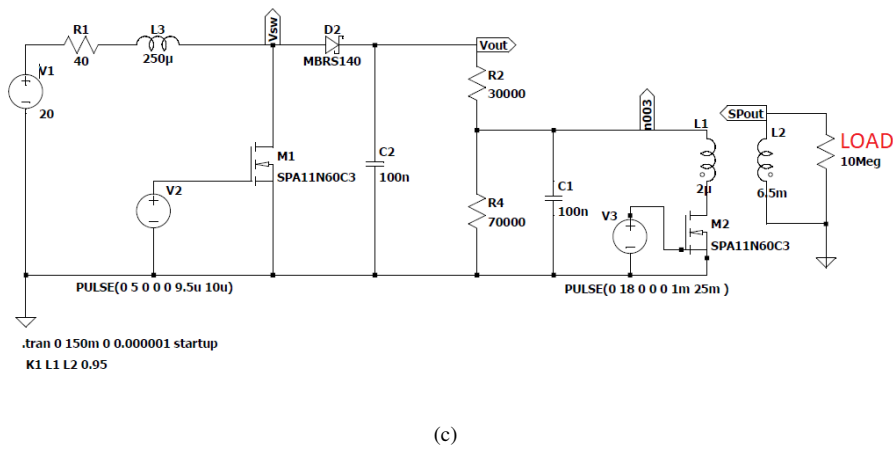 R1
40
L3
250µ
Vsw
D2
MBRS140
Vout
V1
20
R2
30000
n003
L1
SPout
L2
LOAD
10Meg
M1
SPA11N60C3
C2
100n
V2
R4
70000
C1
100n
2µ
6.5m
V3
M2
SPA11N60C3
PULSE(0 5 0 0 0 9.5u 10u)
PULSE(0 18 0 0 0 1m 25m )
.tran 0 150m 0 0.000001 startup
K1 L1 L2 0.95
(c)